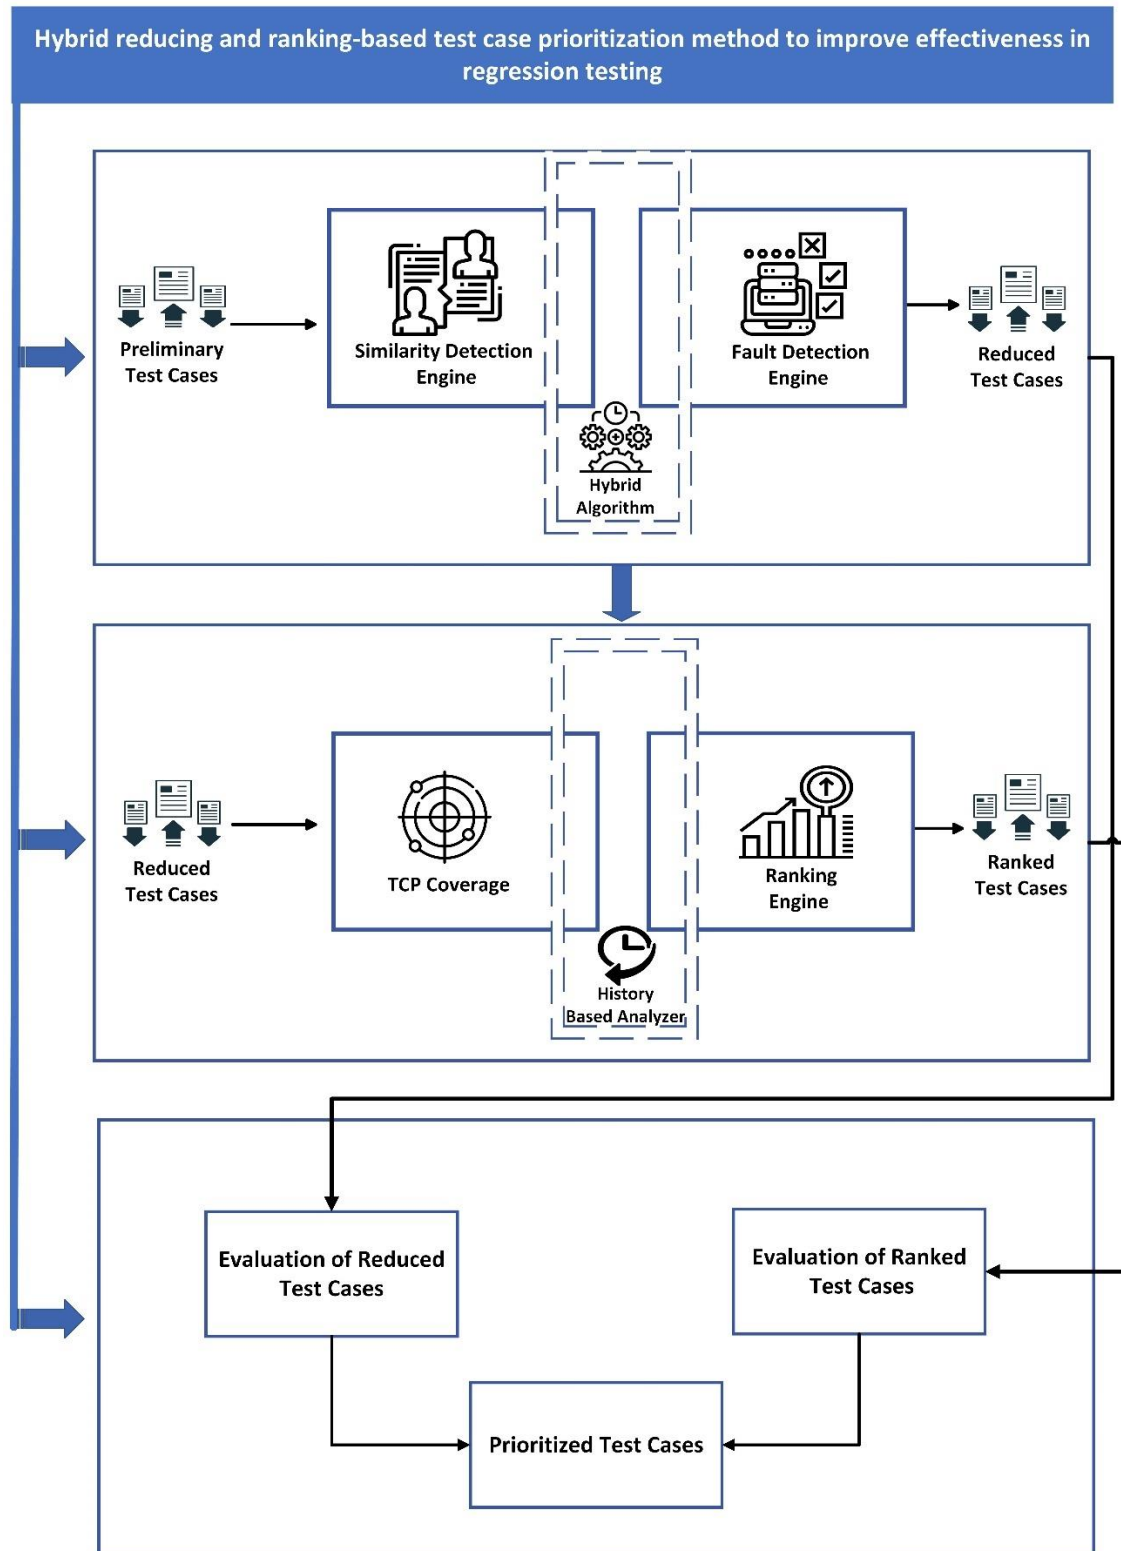 Hybrid reducing and ranking-based test case prioritization method to improve effectiveness in
regression testing
Preliminary
Test Cases
Similarity Detection
Engine
Hybrid
Algorithm
Fault Detection
Engine
Reduced
Test Cases
Reduced
Test Cases
TCP Coverage
History
Based Analyzer
Ranking
Engine
Ranked
Test Cases
Evaluation of Reduced
Test Cases
Evaluation of Ranked
Test Cases
Prioritized Test Cases